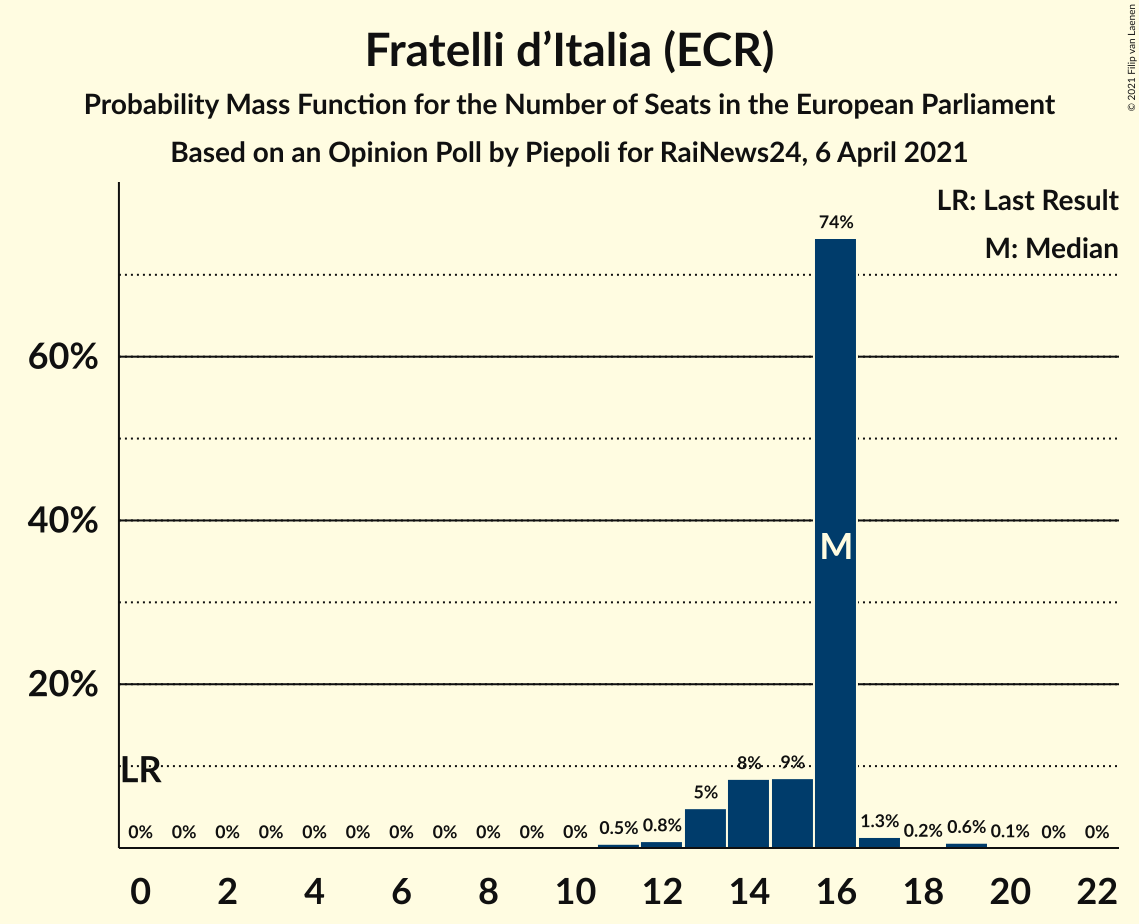 Fratelli d’Italia (ECR)
Probability Mass Function for the Number of Seats in the European Parliament
Based on an Opinion Poll by Piepoli for RaiNews24, 6 April 2021
© 2021 Filip van Laenen
LR: Last Result
M: Median
74%
60%
40%
M
20%
LR
8% 9%
5%
0% 0% 0% 0% 0% 0% 0% 0% 0% 0% 0% 0.5% 0.8% 1.3% 0.2% 0.6% 0.1% 0% 0%
0 2 4 6 8 10 12 14 16 18 20 22